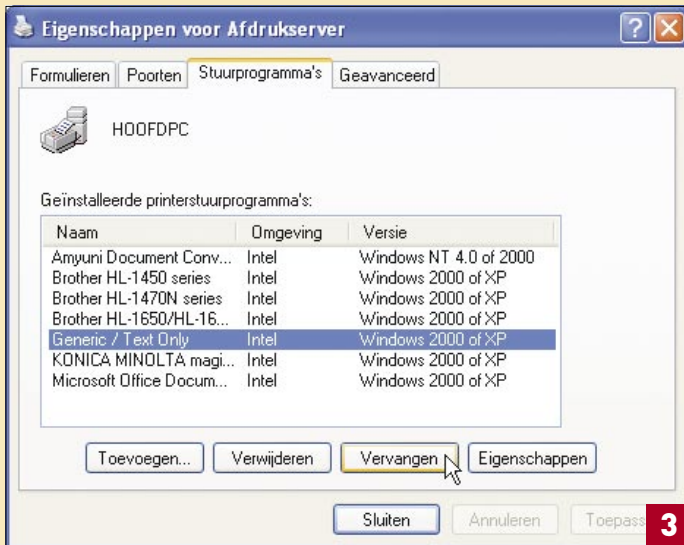 Eigenschappen voor Afdrukserver
Formulieren Poorten Stuurprogramma's Geavanceerd
HOOFDPC
Geïnstalleerde printerstuurprogramma's:
Naam Omgeving Versie
Amyuni Document Conv... Intel Windows NT 4.0 of 2000
Brother HL-1450 series Intel Windows 2000 of XP
Brother HL-1470N series Intel Windows 2000 of XP
Brother HL-1650/HL-16... Intel Windows 2000 of XP
Generic / Text Only Intel Windows 2000 of XP
KONICA MINOLTA magi... Intel Windows 2000 of XP
Microsoft Office Docum... Intel Windows 2000 of XP
Toevoegen... Verwijderen Vervangen Eigenschappen
Sluiten Annuleren Toepass
3